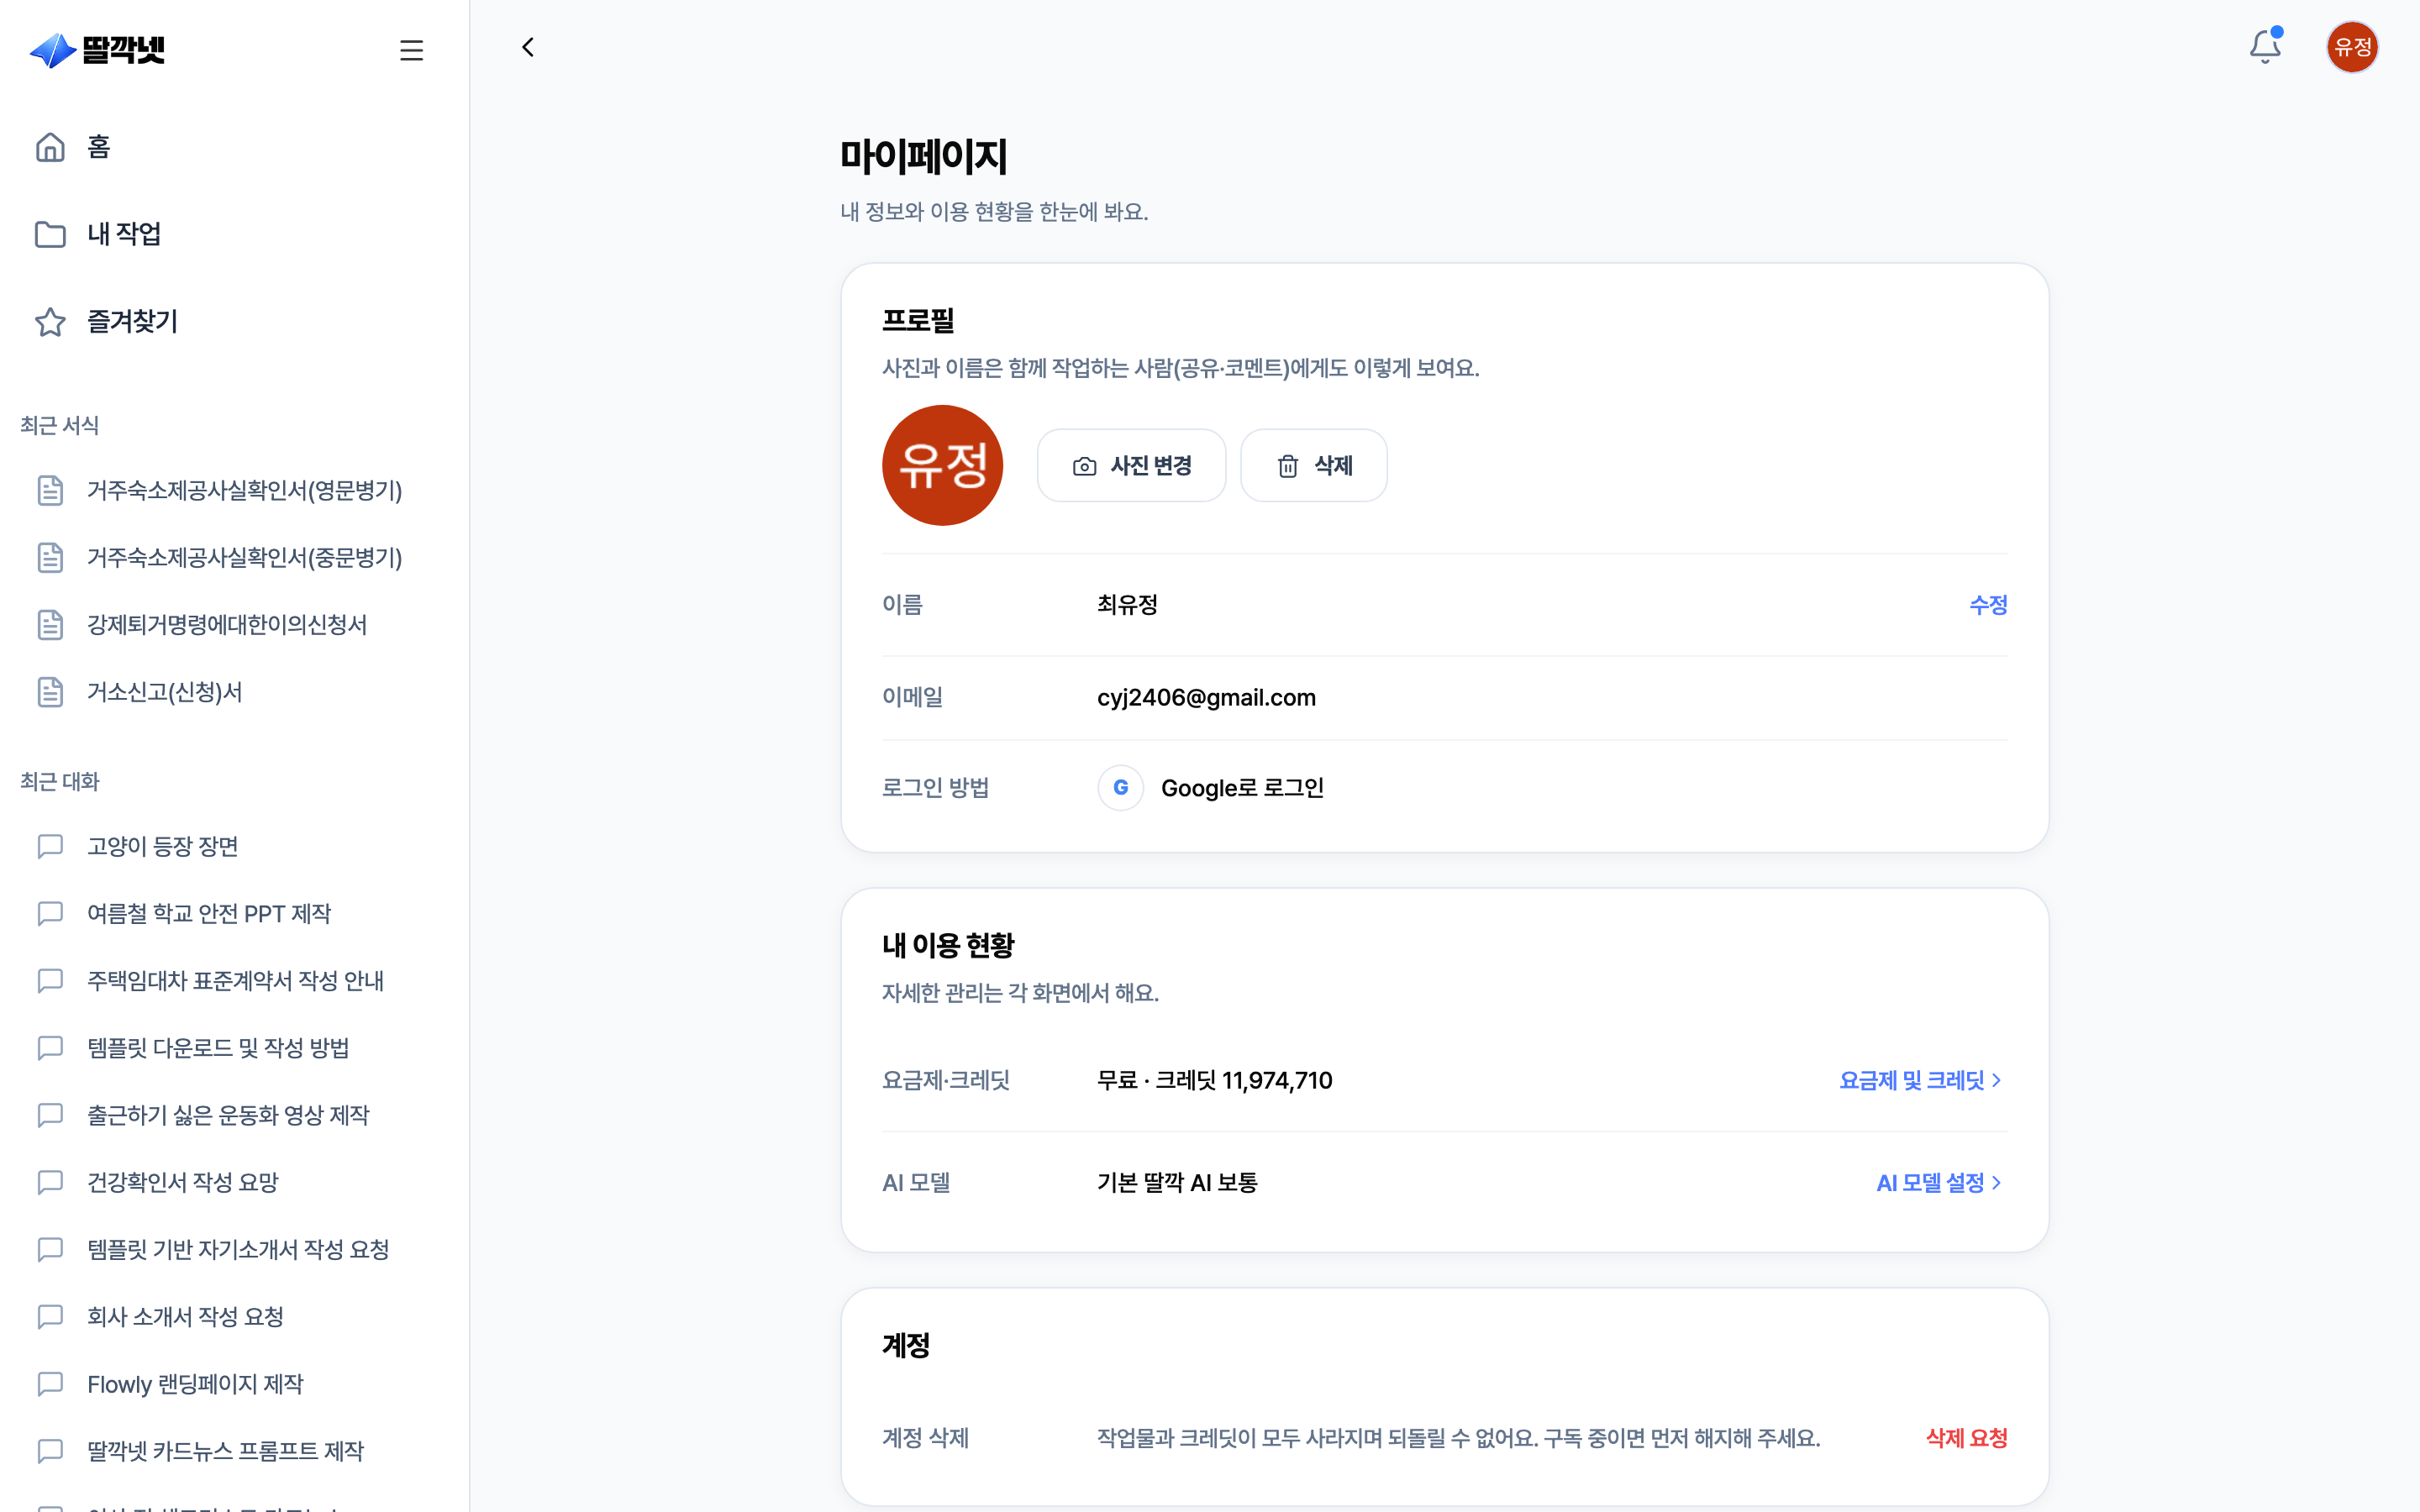 딸깍넷
홈
내 작업
즐겨찾기
최근 서식
거주숙소제공사실확인서(영문병기)
거주숙소제공사실확인서(중문병기)
강제퇴거명령에대한이의신청서
거소신고(신청)서
최근 대화
고양이 등장 장면
여름철 학교 안전 PPT 제작
주택임대차 표준계약서 작성 안내
템플릿 다운로드 및 작성 방법
출근하기 싫은 운동화 영상 제작
건강확인서 작성 요망
템플릿 기반 자기소개서 작성 요청
회사 소개서 작성 요청
Flowly 랜딩페이지 제작
딸깍넷 카드뉴스 프롬프트 제작
유정
마이페이지
내 정보와 이용 현황을 한눈에 봐요.
프로필
사진과 이름은 함께 작업하는 사람(공유·코멘트)에게도 이렇게 보여요.
유정
사진 변경
삭제
이름 최유정 수정
이메일 cyj2406@gmail.com
로그인 방법 G Google로 로그인
내 이용 현황
자세한 관리는 각 화면에서 해요.
요금제·크레딧 무료 · 크레딧 11,974,710 요금제 및 크레딧
AI 모델 기본 딸깍 AI 보통 AI 모델 설정
계정
계정 삭제 작업물과 크레딧이 모두 사라지며 되돌릴 수 없어요. 구독 중이면 먼저 해지해 주세요. 삭제 요청